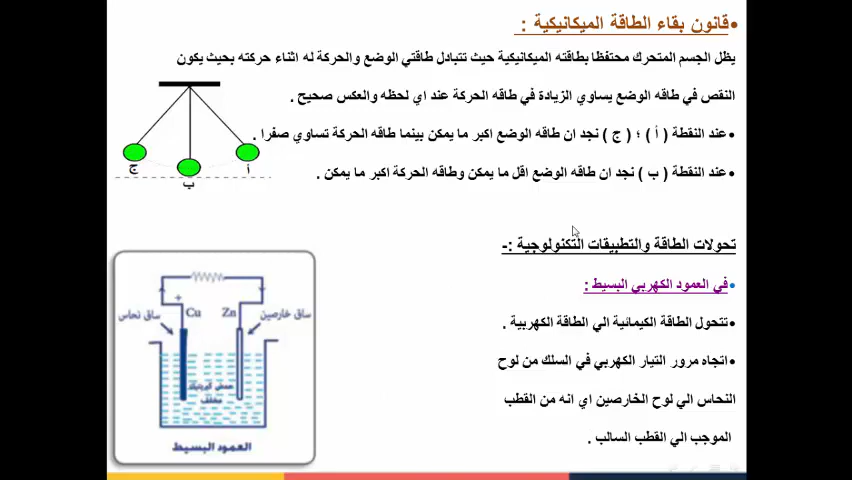 •قانون بقاء الطاقة الميكانيكية :
يظل الجسم المتحرك محتفظا بطاقته الميكانيكية حيث تتبادل طاقتي الوضع والحركة له اثناء حركته بحيث يكون
النقص في طاقه الوضع يساوي الزيادة في طاقه الحركة عند اي لحظه والعكس صحيح .
•عند النقطة ( أ ) ؛ ( ج ) نجد ان طاقه الوضع اكبر ما يمكن بينما طاقه الحركة تساوي صفرا .
•عند النقطة ( ب ) نجد ان طاقه الوضع اقل ما يمكن وطاقه الحركة اكبر ما يمكن .
أ
ب
ج
تحولات الطاقة والتطبيقات التكنولوجية :-
•في العمود الكهربي البسيط :
•تتحول الطاقة الكيمائية الي الطاقة الكهربية .
•اتجاه مرور التيار الكهربي في السلك من لوح
النحاس الي لوح الخارصين اي انه من القطب
الموجب الي القطب السالب .
+
Cu Zn
ساق خارصين
ساق نحاس
حمض كبريتيك
مخفف
العمود البسيط